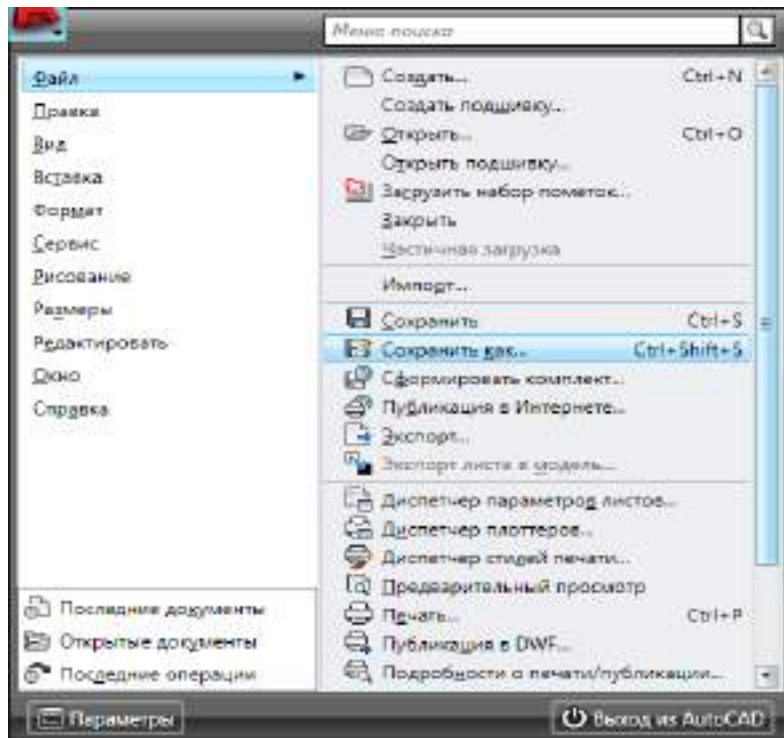 Меню поиска
Файл
Правка
Вид
Вставка
Формат
Сервис
Рисование
Размеры
Редактировать
Окно
Справка
Создать... Ctrl+N
Создать подшивку...
Открыть... Ctrl+O
Открыть подшивку...
Загрузить набор пометок...
Закрыть
Частичная загрузка
Импорт...
Сохранить Ctrl+S
Сохранить как... Ctrl+Shift+S
Сформировать комплект...
Публикация в Интернете...
Экспорт...
Экспорт листа в модель...
Диспетчер параметров листов...
Диспетчер плоттеров...
Диспетчер стилей печати...
Предварительный просмотр
Печать... Ctrl+P
Публикация в DWF...
Подробности о печати/публикации...
Последние документы
Открытые документы
Последние операции
Параметры
Выход из AutoCAD